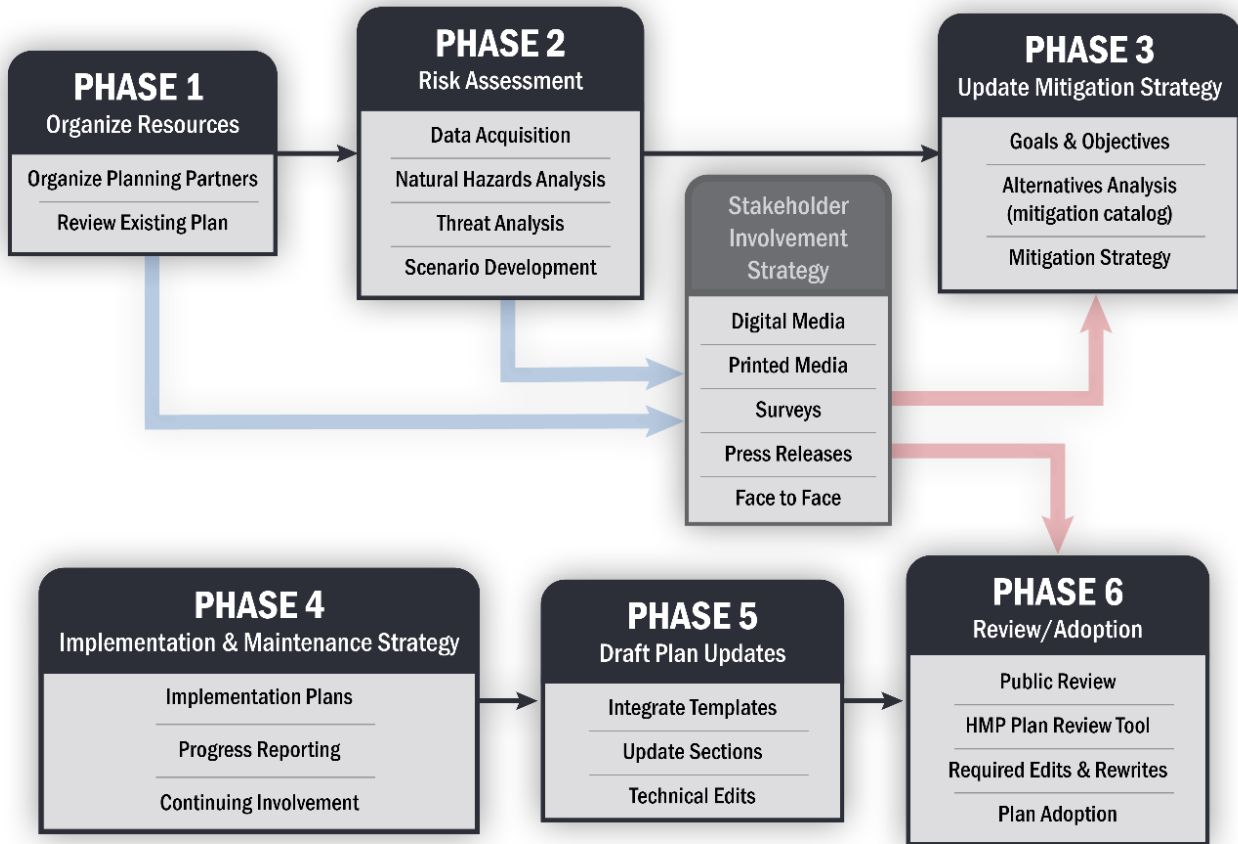 PHASE 1
Organize Resources
Organize Planning Partners
Review Existing Plan
PHASE 2
Risk Assessment
Data Acquisition
Natural Hazards Analysis
Threat Analysis
Scenario Development
PHASE 3
Update Mitigation Strategy
Goals & Objectives
Alternatives Analysis
(mitigation catalog)
Mitigation Strategy
Stakeholder
Involvement
Strategy
Digital Media
Printed Media
Surveys
Press Releases
Face to Face
PHASE 4
Implementation & Maintenance Strategy
Implementation Plans
Progress Reporting
Continuing Involvement
PHASE 5
Draft Plan Updates
Integrate Templates
Update Sections
Technical Edits
PHASE 6
Review/Adoption
Public Review
HMP Plan Review Tool
Required Edits & Rewrites
Plan Adoption